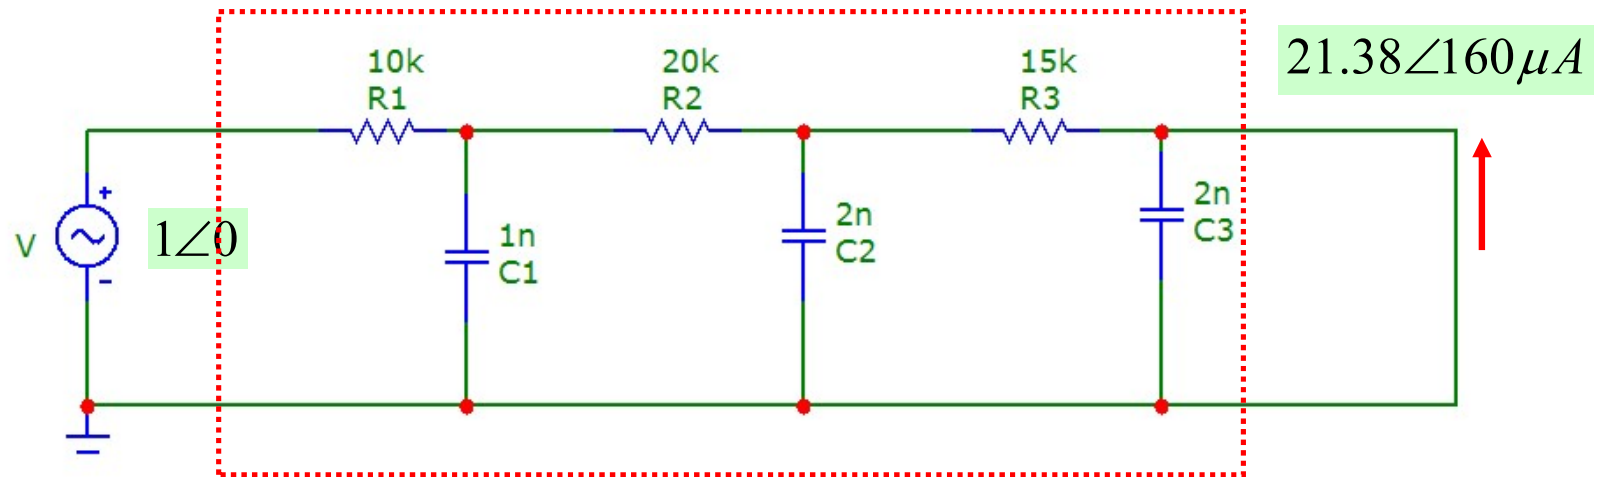 10k
R1
20k
R2
15k
R3
21.38∠160μA
V
+
-
1∠0
1n
C1
2n
C2
2n
C3